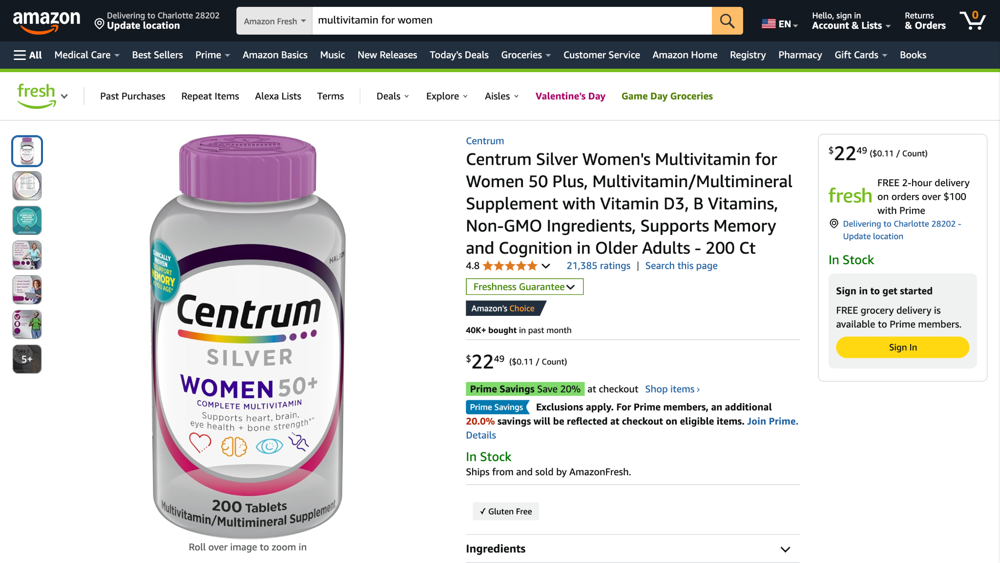 amazon
Delivering to Charlotte 28202
Update location
Amazon Fresh
multivitamin for women
EN
Hello, sign in
Account & Lists
Returns
& Orders
0
All
Medical Care
Best Sellers
Prime
Amazon Basics
Music
New Releases
Today's Deals
Groceries
Customer Service
Amazon Home
Registry
Pharmacy
Gift Cards
Books
fresh
Past Purchases
Repeat Items
Alexa Lists
Terms
Deals
Explore
Aisles
Valentine's Day
Game Day Groceries
5+
HALEON
CLINICALLY
PROVEN
TO SUPPORT
MEMORY
AS YOU AGE*
Centrum
SILVER
WOMEN 50+
COMPLETE MULTIVITAMIN
Supports heart, brain,
eye health + bone strength*^
200 Tablets
Multivitamin/Multimineral Supplement
Roll over image to zoom in
Centrum
Centrum Silver Women's Multivitamin for
Women 50 Plus, Multivitamin/Multimineral
Supplement with Vitamin D3, B Vitamins,
Non-GMO Ingredients, Supports Memory
and Cognition in Older Adults - 200 Ct
4.8
21,385 ratings | Search this page
Freshness Guarantee
Amazon's Choice
40K+ bought in past month
$22 49 ($0.11 / Count)
Prime Savings Save 20% at checkout Shop items ›
Prime Savings Exclusions apply. For Prime members, an additional
20.0% savings will be reflected at checkout on eligible items. Join Prime.
Details
In Stock
Ships from and sold by AmazonFresh.
✓ Gluten Free
Ingredients
$22 49 ($0.11 / Count)
fresh
FREE 2-hour delivery
on orders over $100
with Prime
Delivering to Charlotte 28202 -
Update location
In Stock
Sign in to get started
FREE grocery delivery is
available to Prime members.
Sign In